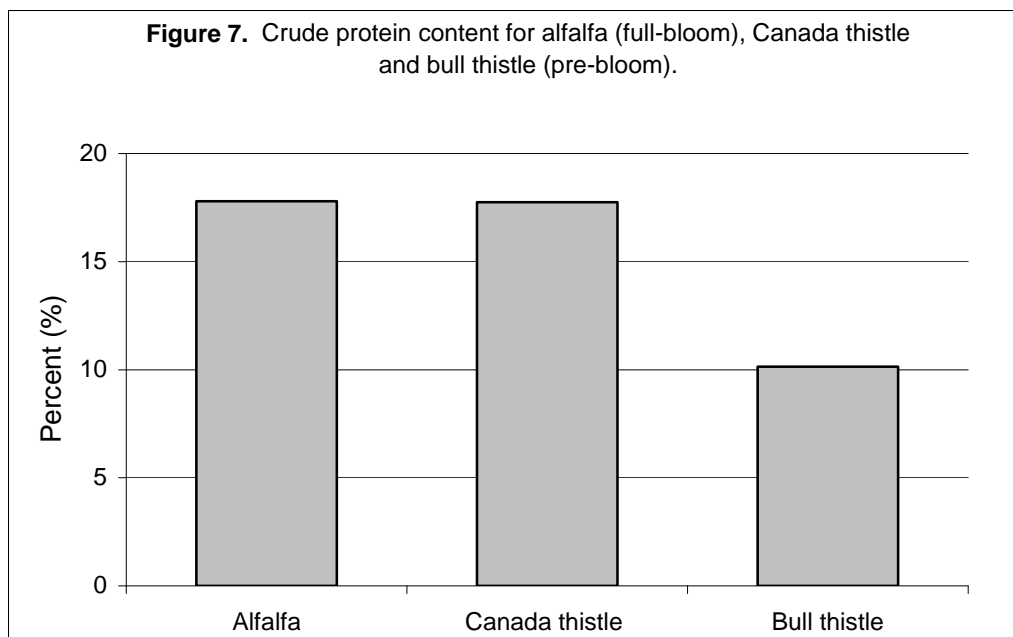 Figure 7. Crude protein content for alfalfa (full-bloom), Canada thistle
and bull thistle (pre-bloom).
20
15
10
5
0
Percent (%)
Alfalfa Canada thistle Bull thistle